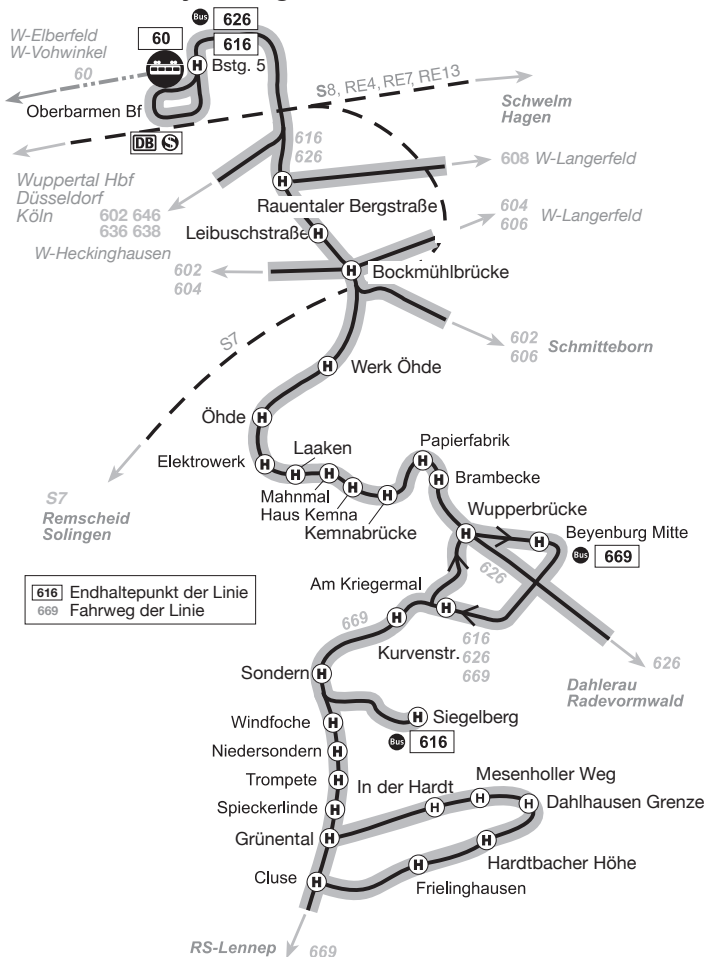 Bus 626
60 616
W-Elberfeld
W-Vohwinkel
60
Bstg. 5
Oberbarmen Bf
S8, RE4, RE7, RE13
Schwelm
Hagen
DB S
616
626
608 W-Langerfeld
Wuppertal Hbf
Düsseldorf
Köln
602 646
636 638
Rauentaler Bergstraße
604
606
W-Langerfeld
Leibuschstraße
W-Heckinghausen
602
604
Bockmühlbrücke
S7
602
606
Schmitteborn
Werk Öhde
Öhde
Elektrowerk
Laaken
Mahnmal
Haus Kemna
Kemnabrücke
Papierfabrik
Brambecke
S7
Remscheid
Solingen
Wupperbrücke
Beyenburg Mitte
Bus 669
626
616 Endhaltepunkt der Linie
669 Fahrweg der Linie
Am Kriegermal
669
Kurvenstr.
616
626
669
626
Dahlerau
Radevormwald
Sondern
Siegelberg
Bus 616
Windfoche
Niedersondern
Trompete
Spieckerlinde
Grünental
Cluse
In der Hardt
Mesenholler Weg
Dahlhausen Grenze
Hardtbacher Höhe
Frielinghausen
RS-Lennep 669